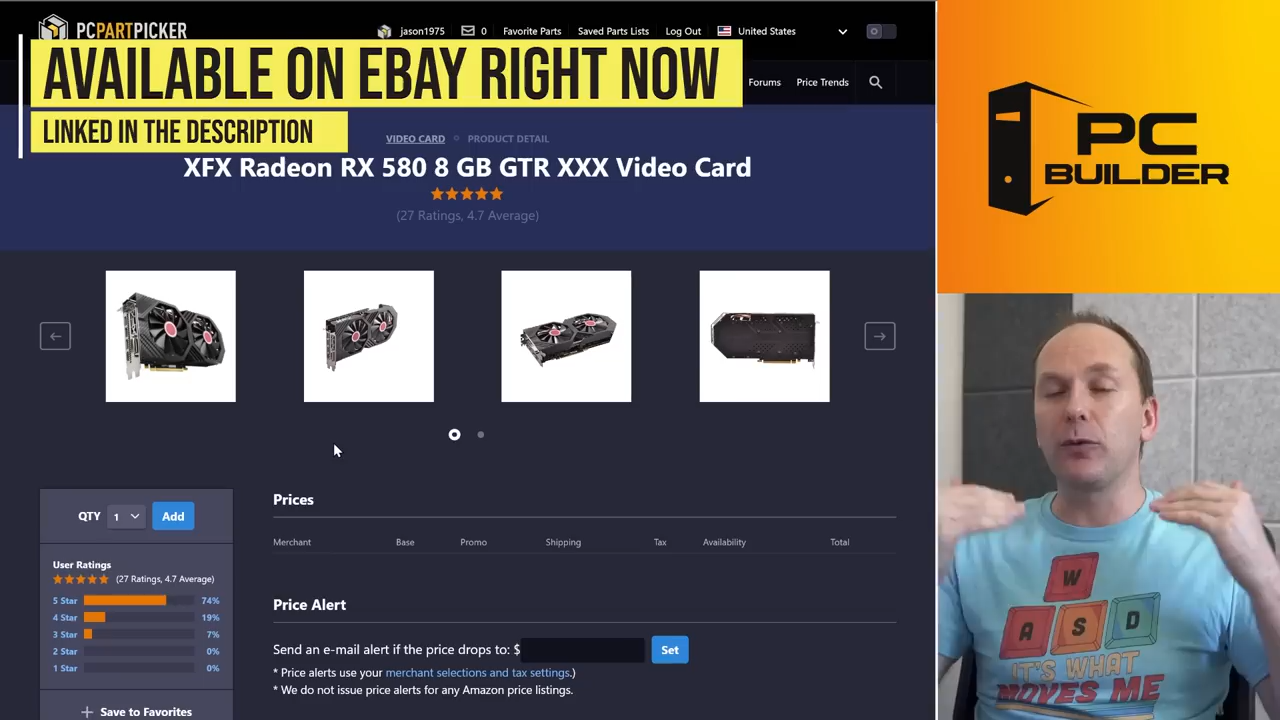 PCPARTPICKER
jason1975 0 Favorite Parts Saved Parts Lists Log Out United States
AVAILABLE ON EBAY RIGHT NOW
LINKED IN THE DESCRIPTION
Forums Price Trends
VIDEO CARD PRODUCT DETAIL
XFX Radeon RX 580 8 GB GTR XXX Video Card
(27 Ratings, 4.7 Average)
PC
BUILDER
QTY 1 Add
User Ratings
(27 Ratings, 4.7 Average)
5 Star 74%
4 Star 19%
3 Star 7%
2 Star 0%
1 Star 0%
Save to Favorites
Prices
Merchant Base Promo Shipping Tax Availability Total
Price Alert
Send an e-mail alert if the price drops to: $ Set
* Price alerts use your merchant selections and tax settings.)
* We do not issue price alerts for any Amazon price listings.
W
A S D
IT'S WHAT
MOVES ME